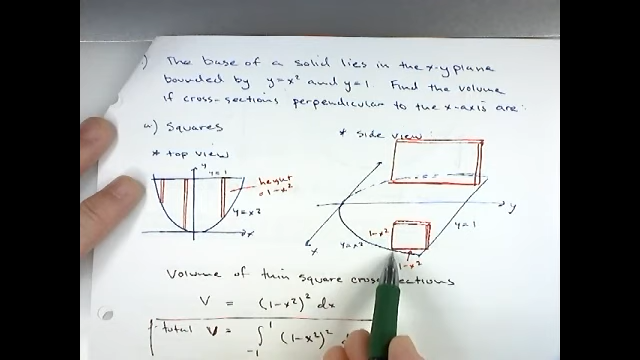 ) The base of a solid lies in the x-y plane
bounded by y=x² and y=1. Find the volume
if cross-sections perpendicular to the x-axis are:
a) Squares
* top view
y
y=1
height
=1-x²
y=x²
x
* side view:
y
1-x²
y=1
y=x²
x
1-x²
Volume of thin square cross-sections
V = (1-x²)² dx
total V = ∫₋₁¹ (1-x²)²